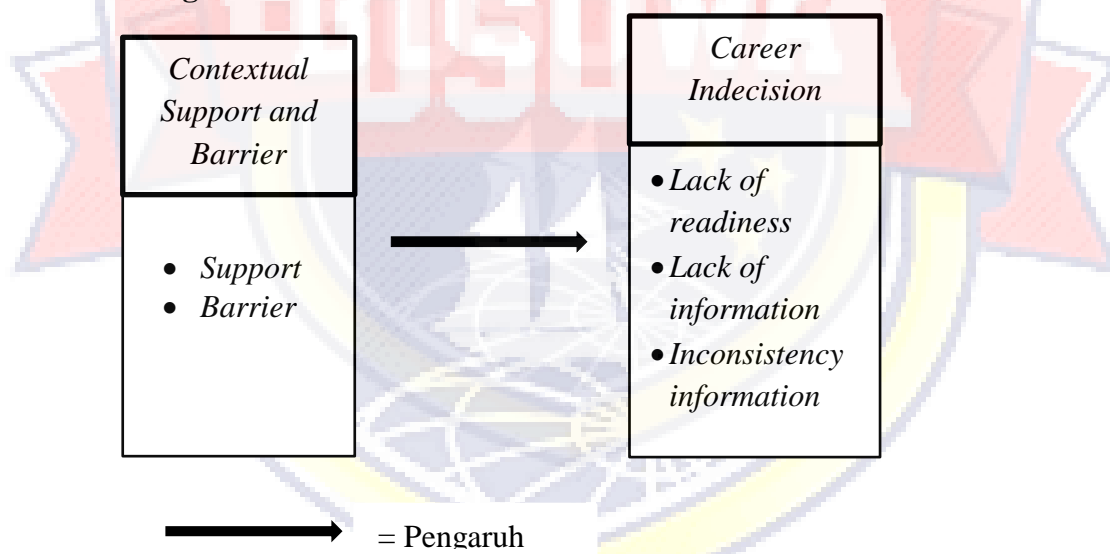 Contextual
Support and
Barrier
• Support
• Barrier
Career
Indecision
• Lack of
readiness
• Lack of
information
• Inconsistency
information
= Pengaruh